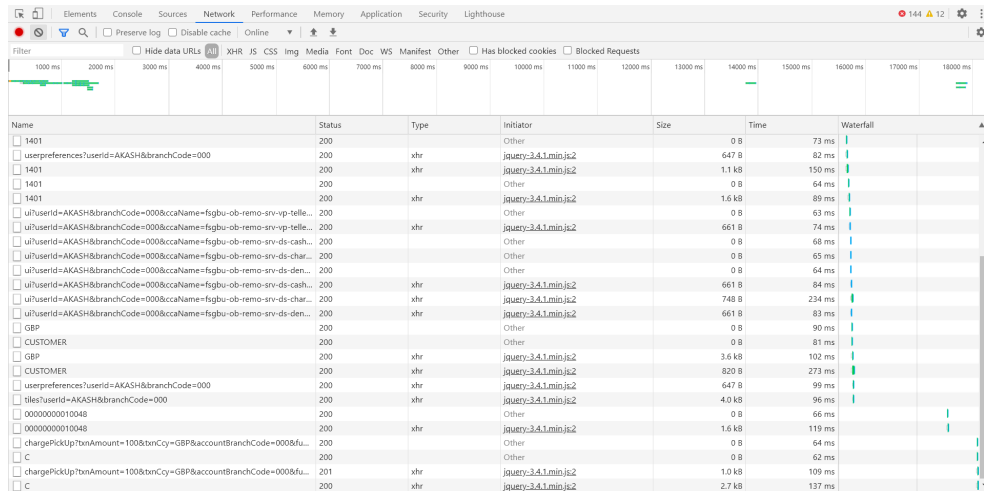 Elements Console Sources Network Performance Memory Application Security Lighthouse 144 12
Preserve log Disable cache Online
Filter Hide data URLs All XHR JS CSS Img Media Font Doc WS Manifest Other Has blocked cookies Blocked Requests
1000 ms 2000 ms 3000 ms 4000 ms 5000 ms 6000 ms 7000 ms 8000 ms 9000 ms 10000 ms 11000 ms 12000 ms 13000 ms 14000 ms 15000 ms 16000 ms 17000 ms 18000 ms
Name Status Type Initiator Size Time Waterfall
1401 200 Other 0 B 73 ms
userpreferences?userId=AKASH&branchCode=000 200 xhr jquery-3.4.1.min.js:2 647 B 82 ms
1401 200 xhr jquery-3.4.1.min.js:2 1.1 kB 150 ms
1401 200 Other 0 B 64 ms
1401 200 xhr jquery-3.4.1.min.js:2 1.6 kB 89 ms
ui?userId=AKASH&branchCode=000&ccaName=fsgbu-ob-remo-srv-vp-telle... 200 Other 0 B 63 ms
ui?userId=AKASH&branchCode=000&ccaName=fsgbu-ob-remo-srv-vp-telle... 200 xhr jquery-3.4.1.min.js:2 661 B 74 ms
ui?userId=AKASH&branchCode=000&ccaName=fsgbu-ob-remo-srv-ds-cash... 200 Other 0 B 68 ms
ui?userId=AKASH&branchCode=000&ccaName=fsgbu-ob-remo-srv-ds-char... 200 Other 0 B 65 ms
ui?userId=AKASH&branchCode=000&ccaName=fsgbu-ob-remo-srv-ds-den... 200 Other 0 B 64 ms
ui?userId=AKASH&branchCode=000&ccaName=fsgbu-ob-remo-srv-ds-cash... 200 xhr jquery-3.4.1.min.js:2 661 B 84 ms
ui?userId=AKASH&branchCode=000&ccaName=fsgbu-ob-remo-srv-ds-char... 200 xhr jquery-3.4.1.min.js:2 748 B 234 ms
ui?userId=AKASH&branchCode=000&ccaName=fsgbu-ob-remo-srv-ds-den... 200 xhr jquery-3.4.1.min.js:2 661 B 83 ms
GBP 200 Other 0 B 90 ms
CUSTOMER 200 Other 0 B 81 ms
GBP 200 xhr jquery-3.4.1.min.js:2 3.6 kB 102 ms
CUSTOMER 200 xhr jquery-3.4.1.min.js:2 820 B 273 ms
userpreferences?userId=AKASH&branchCode=000 200 xhr jquery-3.4.1.min.js:2 647 B 99 ms
tiles?userId=AKASH&branchCode=000 200 xhr jquery-3.4.1.min.js:2 4.0 kB 96 ms
00000000010048 200 Other 0 B 66 ms
00000000010048 200 xhr jquery-3.4.1.min.js:2 1.6 kB 119 ms
chargePickUp?txnAmount=100&txnCcy=GBP&accountBranchCode=000&fu... 200 Other 0 B 64 ms
C 200 Other 0 B 62 ms
chargePickUp?txnAmount=100&txnCcy=GBP&accountBranchCode=000&fu... 201 xhr jquery-3.4.1.min.js:2 1.0 kB 109 ms
C 200 xhr jquery-3.4.1.min.js:2 2.7 kB 137 ms